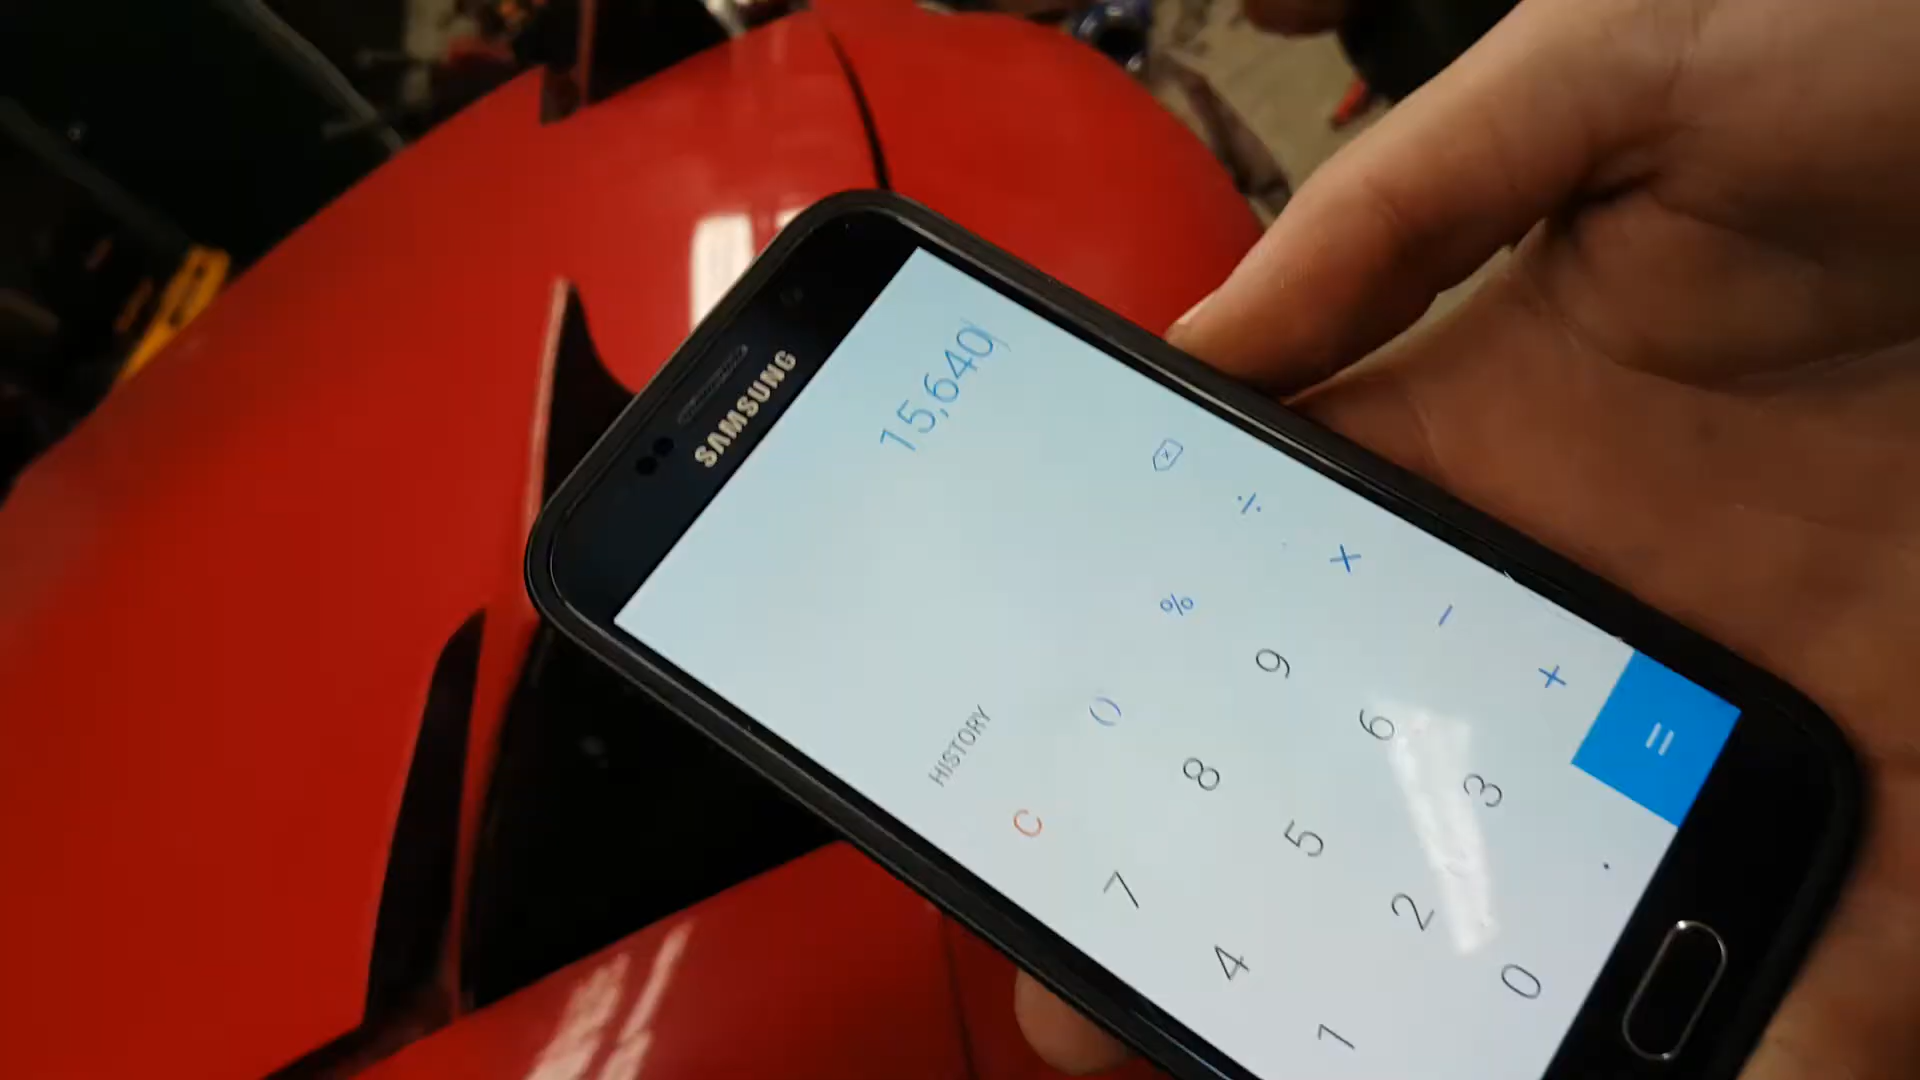 SAMSUNG
15,640
HISTORY
C () % ÷
7 8 9 ×
4 5 6 -
1 2 3 +
0 . =